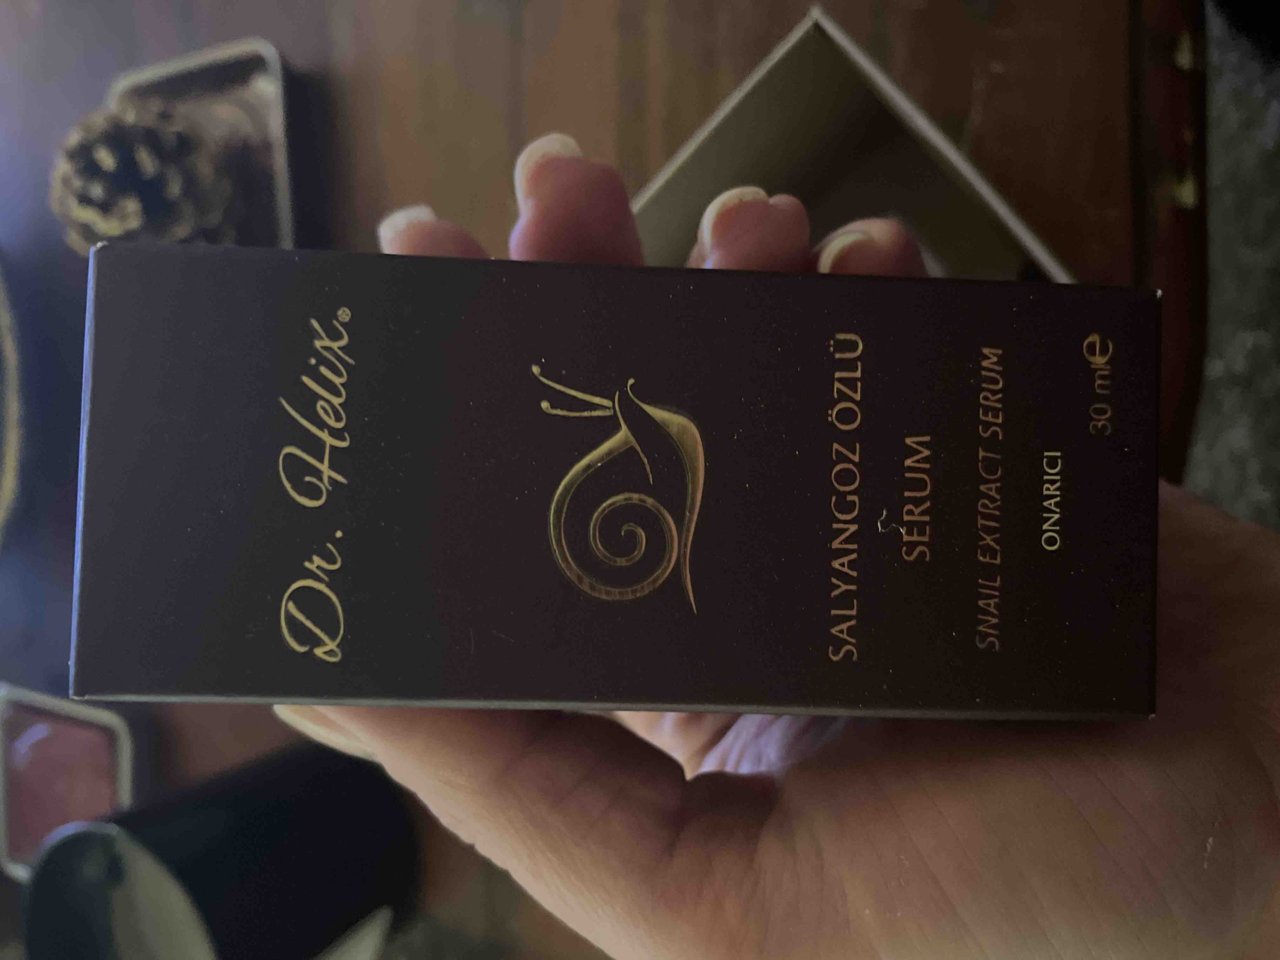 Dr. Helix®
SALYANGOZ ÖZLÜ
SERUM
SNAIL EXTRACT SERUM
ONARICI
30 ml e